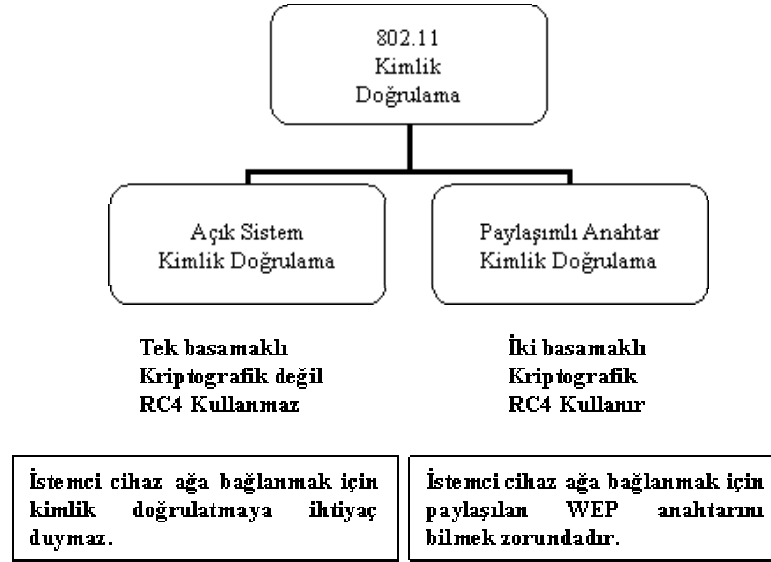 802.11
Kimlik
Doğrulama
Açık Sistem
Kimlik Doğrulama
Paylaşımlı Anahtar
Kimlik Doğrulama
Tek basamaklı
Kriptografik değil
RC4 Kullanmaz
İki basamaklı
Kriptografik
RC4 Kullanır
İstemci cihaz ağa bağlanmak için
kimlik doğrulatmaya ihtiyaç
duymaz.
İstemci cihaz ağa bağlanmak için
paylaşılan WEP anahtarını
bilmek zorundadır.